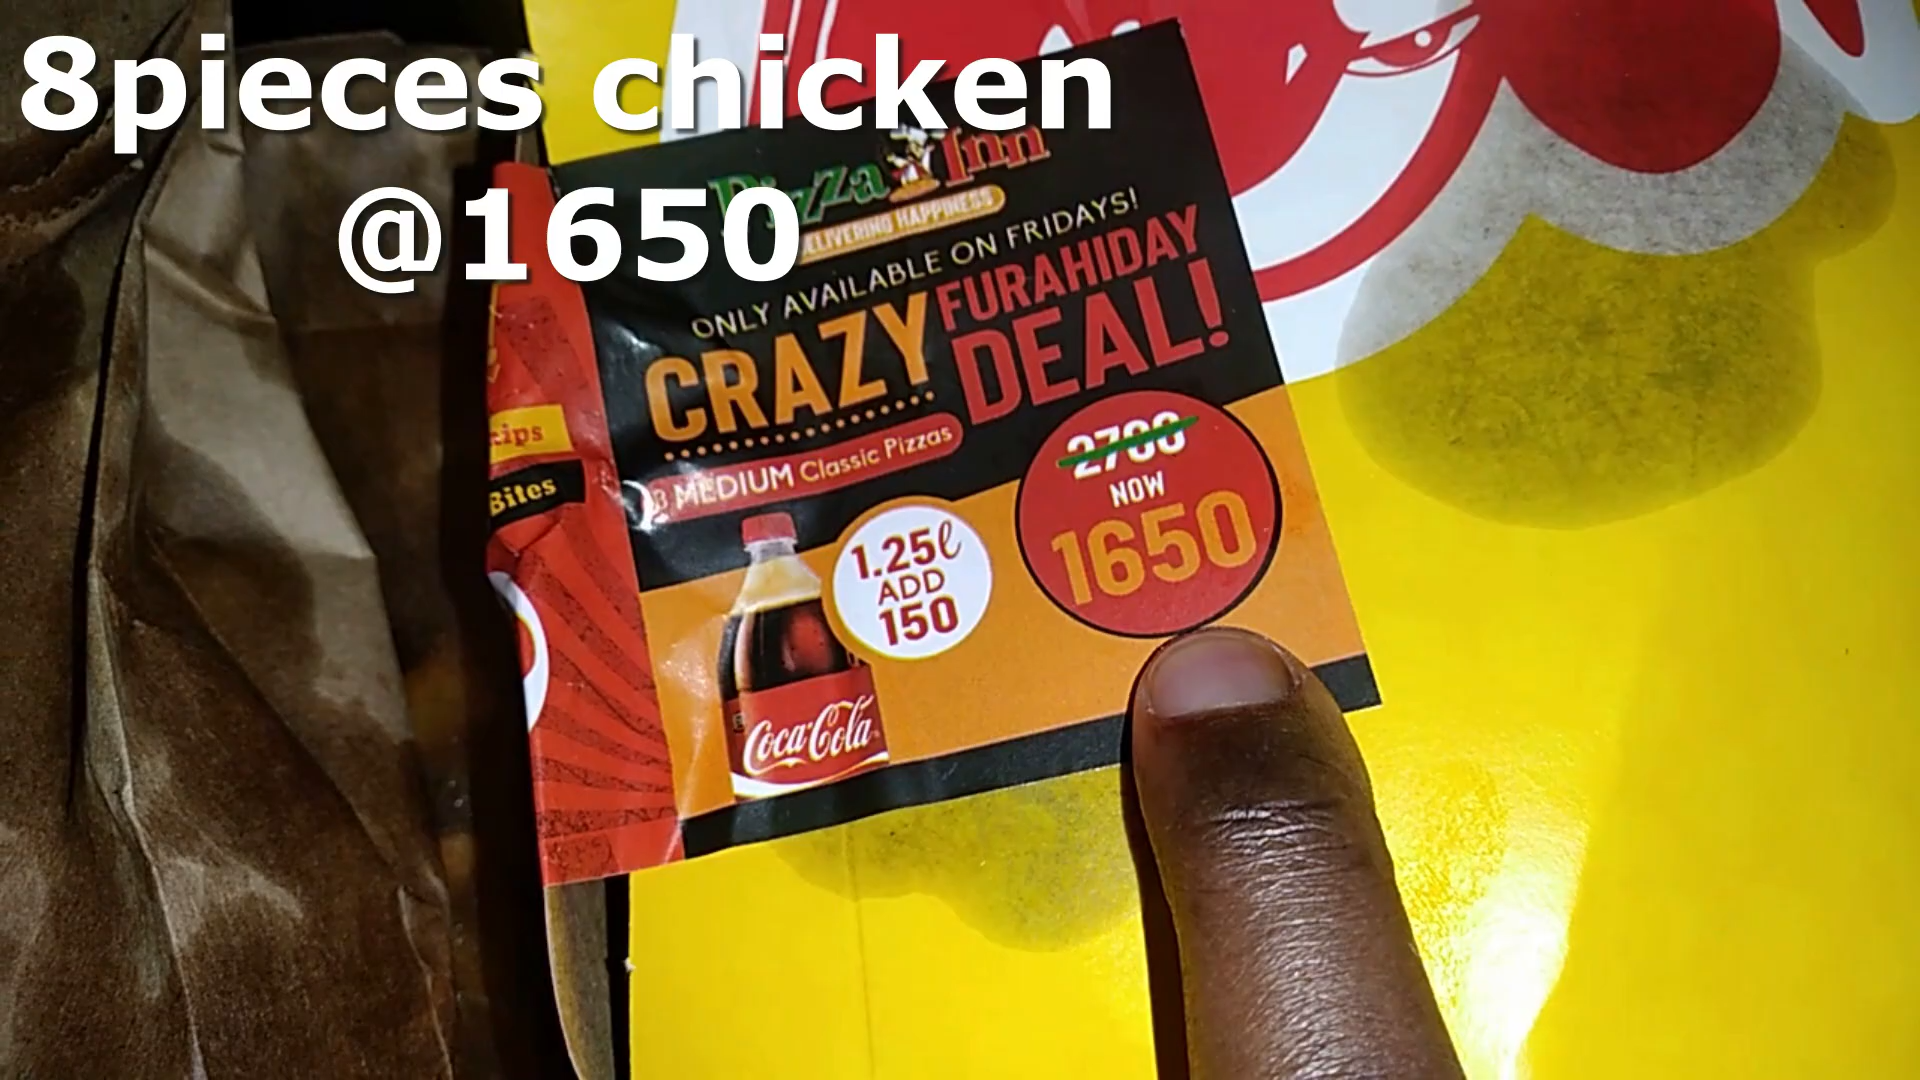 8pieces chicken
@1650
Pizza Inn
DELIVERING HAPPINESS
ONLY AVAILABLE ON FRIDAYS!
CRAZY FURAHIDAY
DEAL!
MEDIUM Classic Pizzas
2700
NOW
1650
1.25ℓ
ADD
150
Coca-Cola
Bites